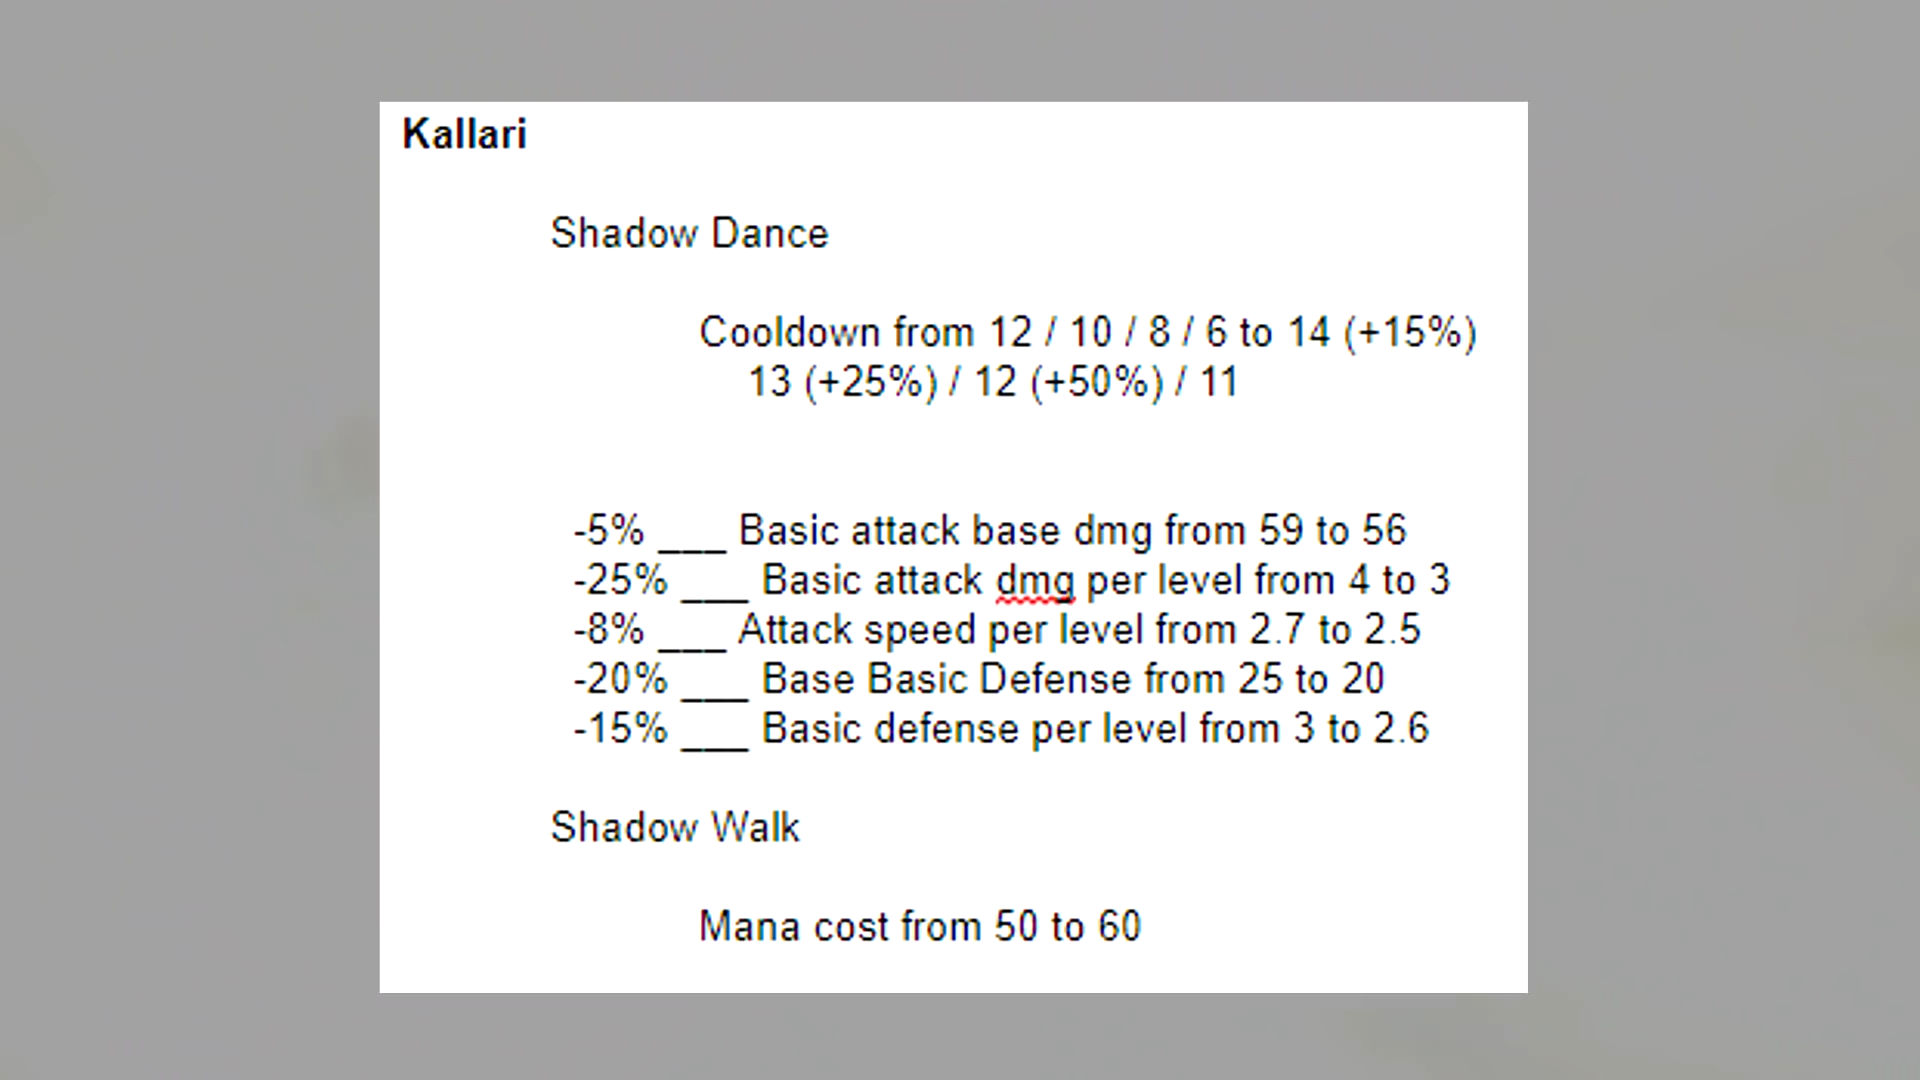 Kallari
Shadow Dance
Cooldown from 12 / 10 / 8 / 6 to 14 (+15%)
13 (+25%) / 12 (+50%) / 11
-5% ___ Basic attack base dmg from 59 to 56
-25% ___ Basic attack dmg per level from 4 to 3
-8% ___ Attack speed per level from 2.7 to 2.5
-20% ___ Base Basic Defense from 25 to 20
-15% ___ Basic defense per level from 3 to 2.6
Shadow Walk
Mana cost from 50 to 60